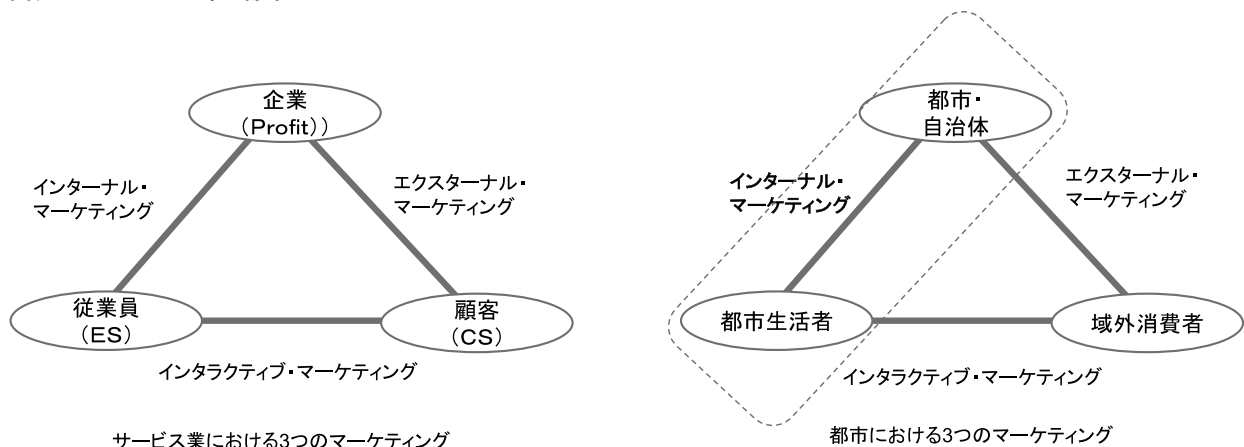 企業
(Profit))
インターナル・
マーケティング
エクスターナル・
マーケティング
従業員
(ES)
顧客
(CS)
インタラクティブ・マーケティング
サービス業における3つのマーケティング
都市・
自治体
インターナル・
マーケティング
エクスターナル・
マーケティング
都市生活者
域外消費者
インタラクティブ・マーケティング
都市における3つのマーケティング